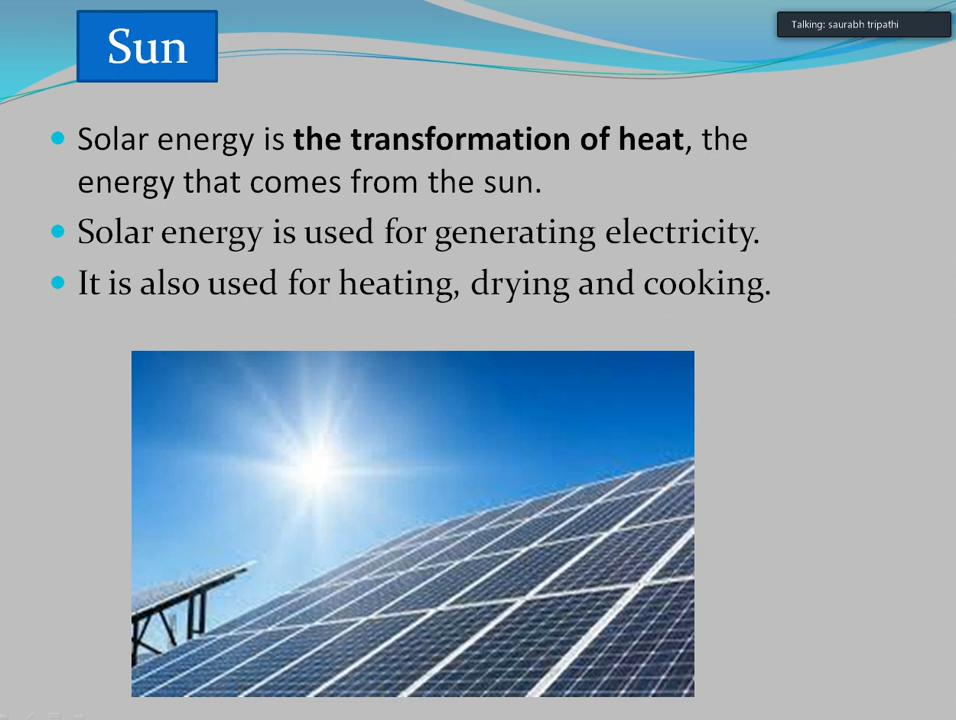 Sun
Talking: saurabh tripathi
Solar energy is the transformation of heat, the
energy that comes from the sun.
Solar energy is used for generating electricity.
It is also used for heating, drying and cooking.